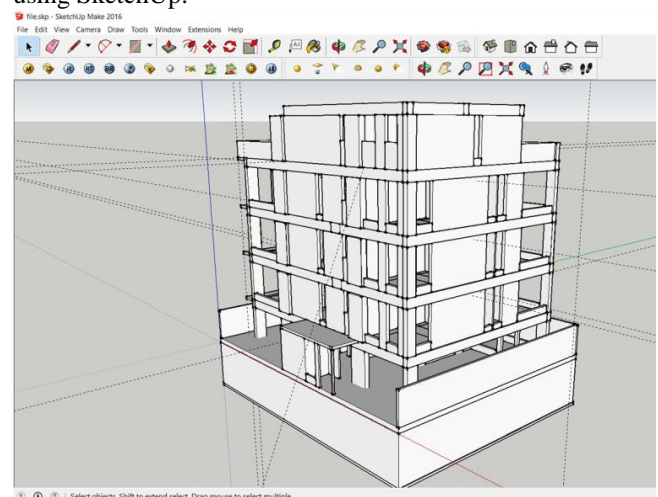 using SketchUp.
file.skp - SketchUp Make 2016
File Edit View Camera Draw Tools Window Extensions Help
Select objects. Shift to extend select. Drag mouse to select multiple.